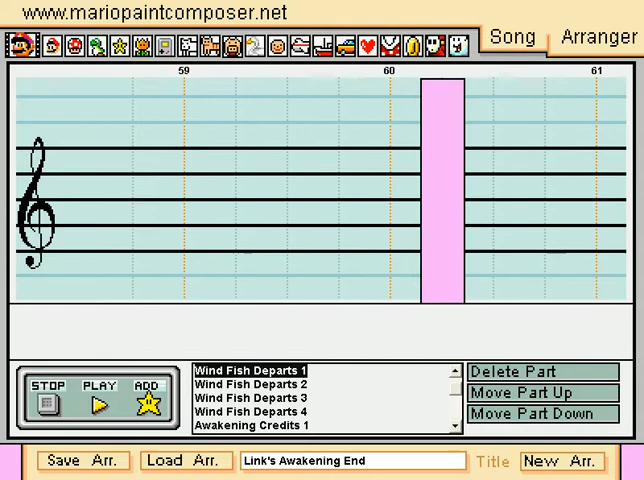 www.mariopaintcomposer.net
Song
Arranger
59 60 61
STOP PLAY ADD
Wind Fish Departs 1
Wind Fish Departs 2
Wind Fish Departs 3
Wind Fish Departs 4
Awakening Credits 1
Delete Part
Move Part Up
Move Part Down
Save Arr. Load Arr. Link's Awakening End Title New Arr.